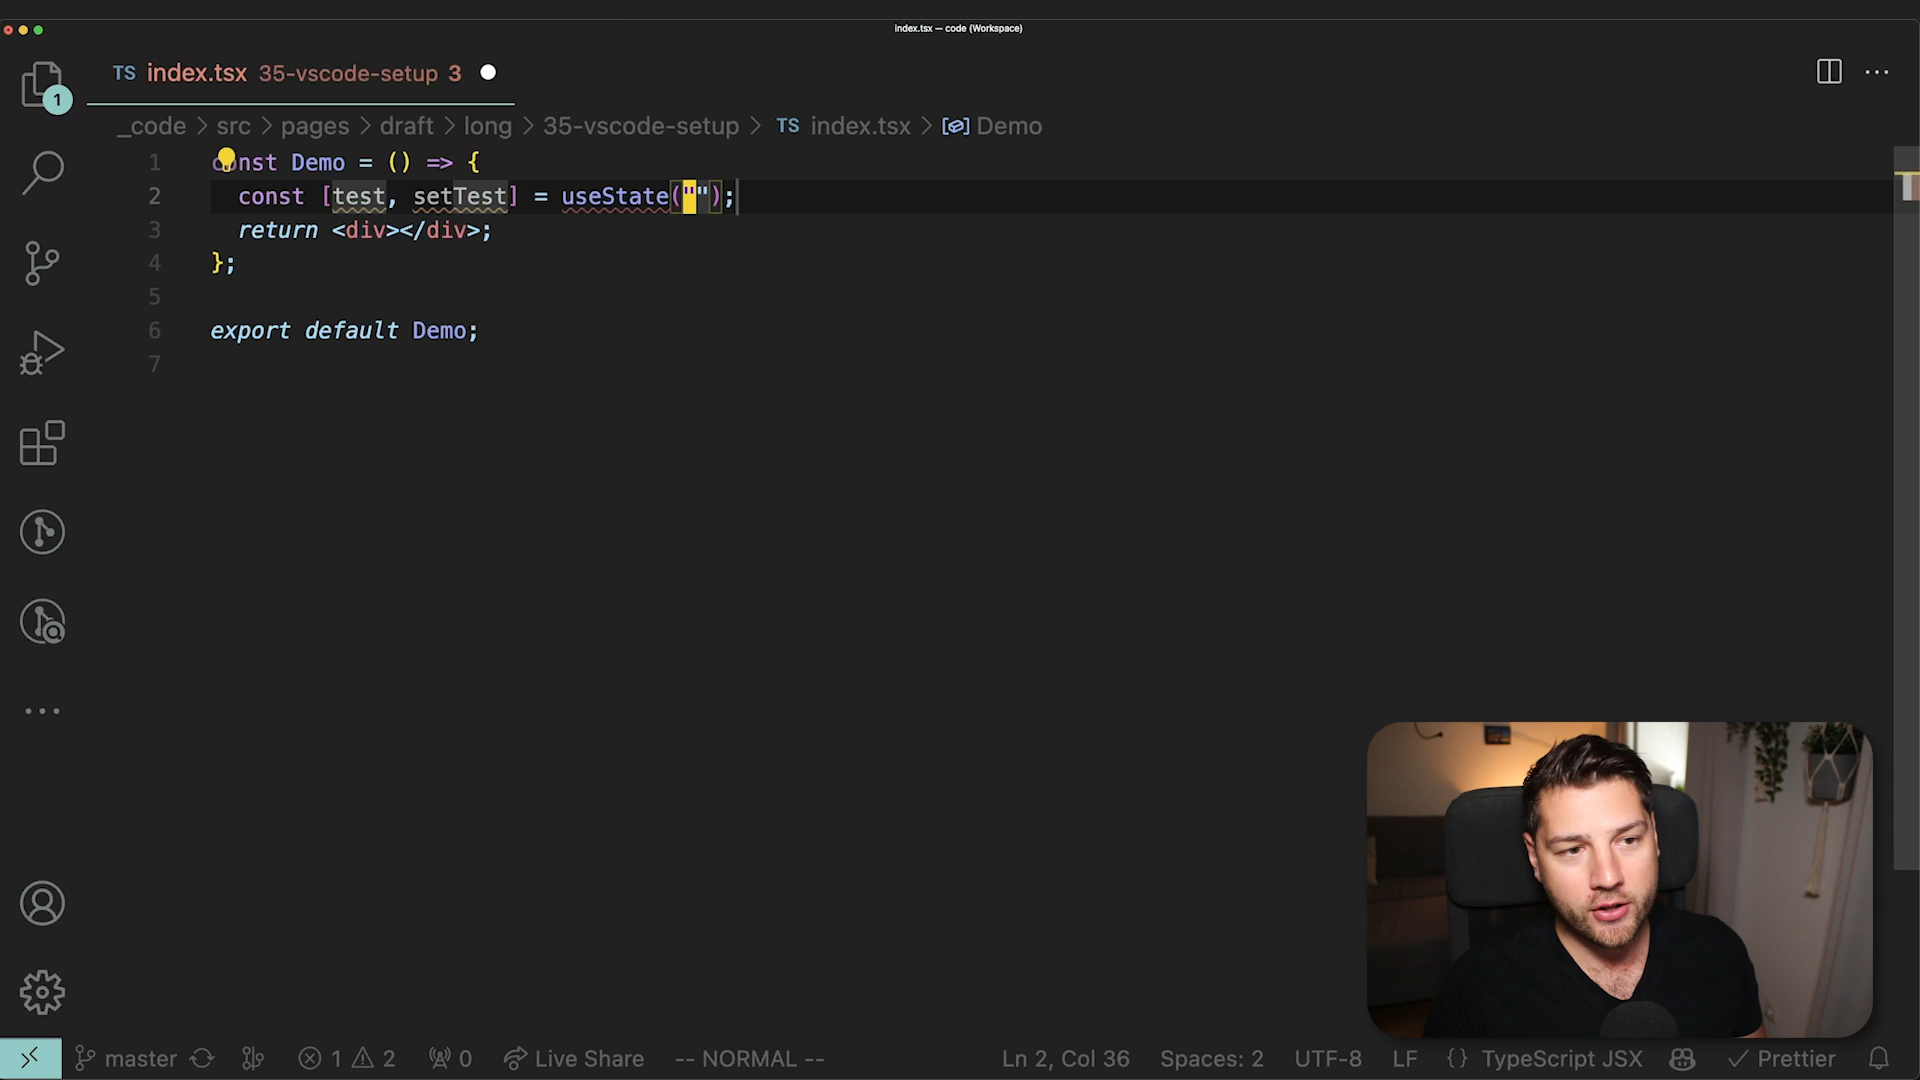 index.tsx — code (Workspace)
TS index.tsx 35-vscode-setup 3
1
_code > src > pages > draft > long > 35-vscode-setup > TS index.tsx > Demo
1 const Demo = () => {
2 const [test, setTest] = useState("");
3 return <div></div>;
4 };
5
6 export default Demo;
7
master 1 2 0 Live Share -- NORMAL -- Ln 2, Col 36 Spaces: 2 UTF-8 LF {} TypeScript JSX Prettier